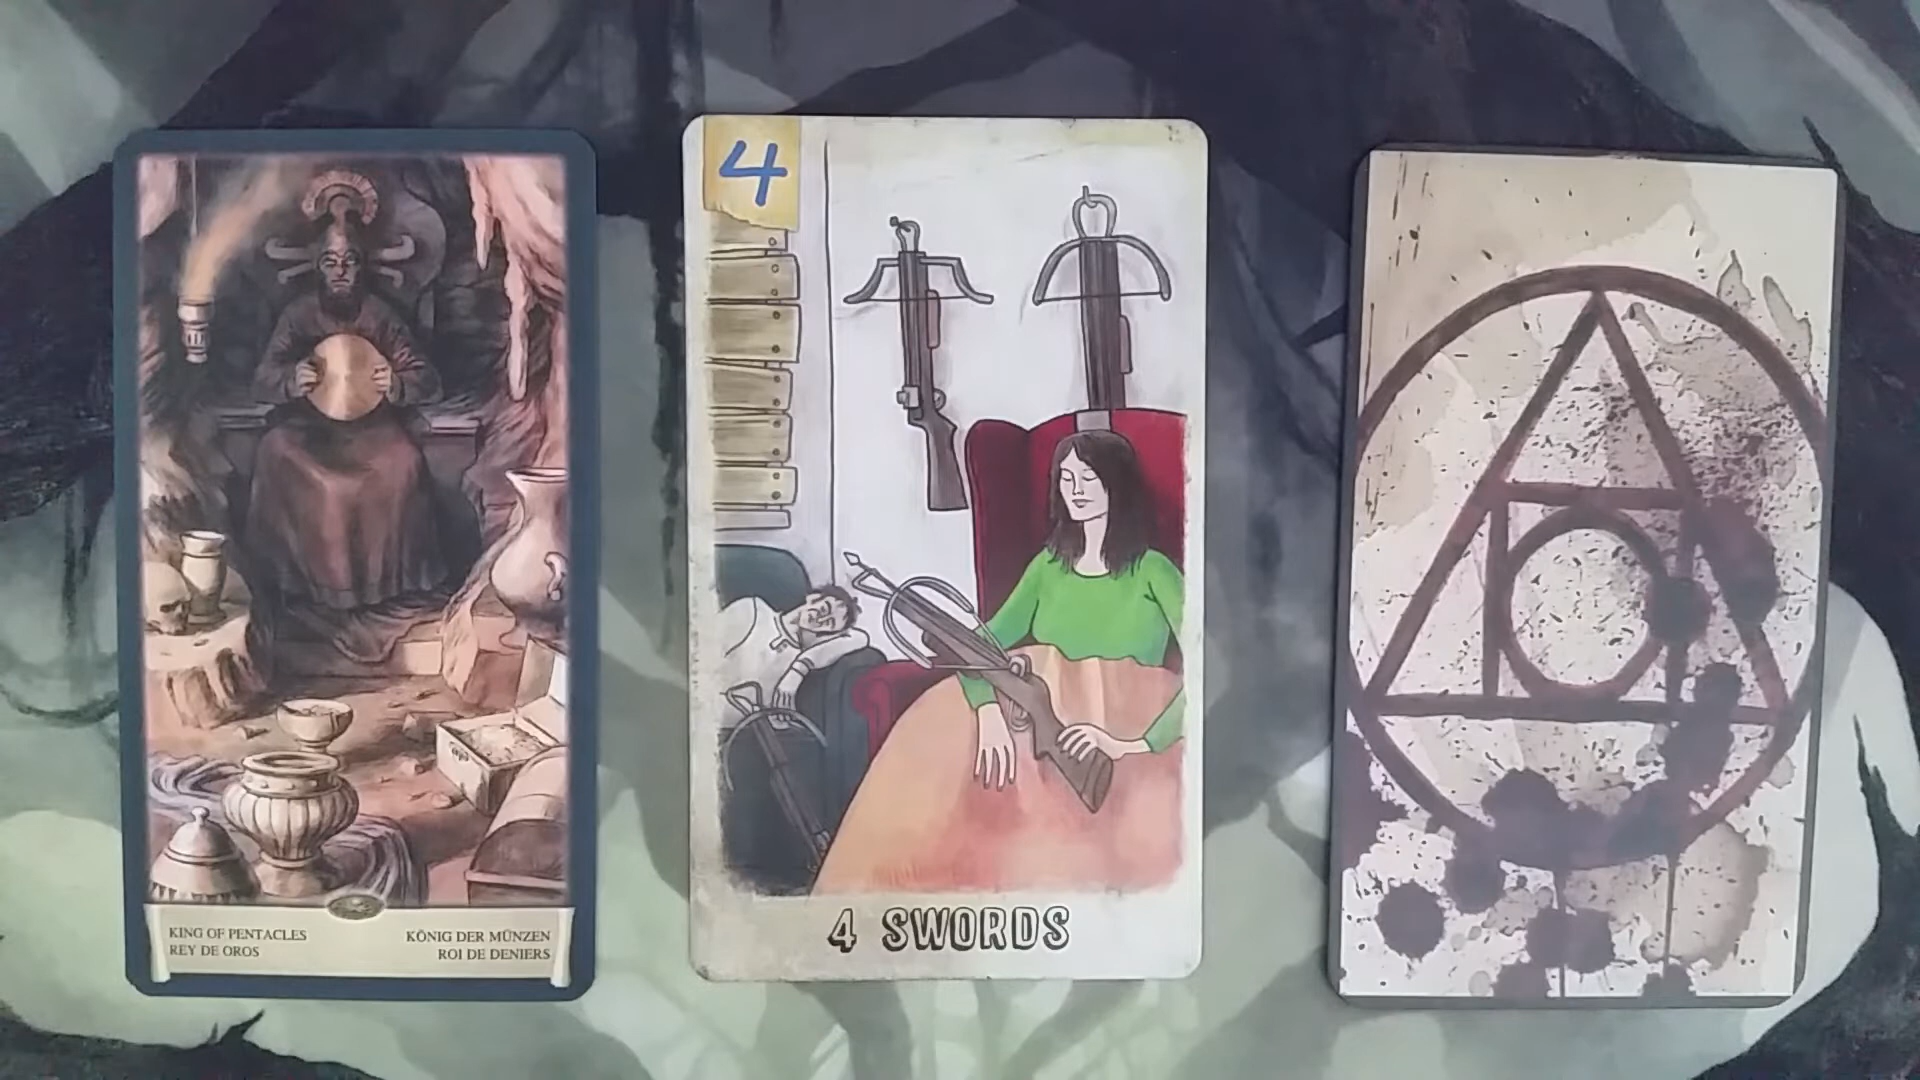 KING OF PENTACLES
REY DE OROS
KÖNIG DER MÜNZEN
ROI DE DENIERS
4
4 SWORDS